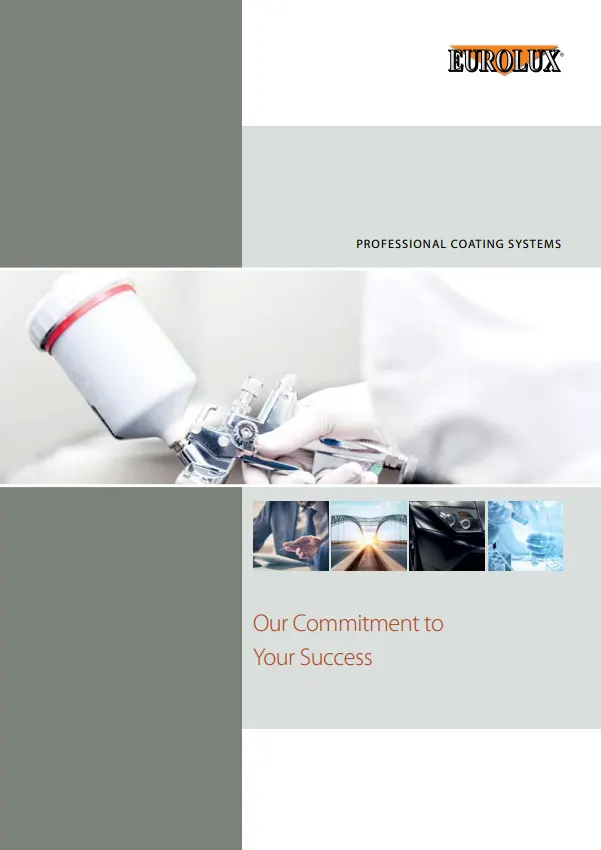 EUROLUX®
PROFESSIONAL COATING SYSTEMS
Our Commitment to
Your Success